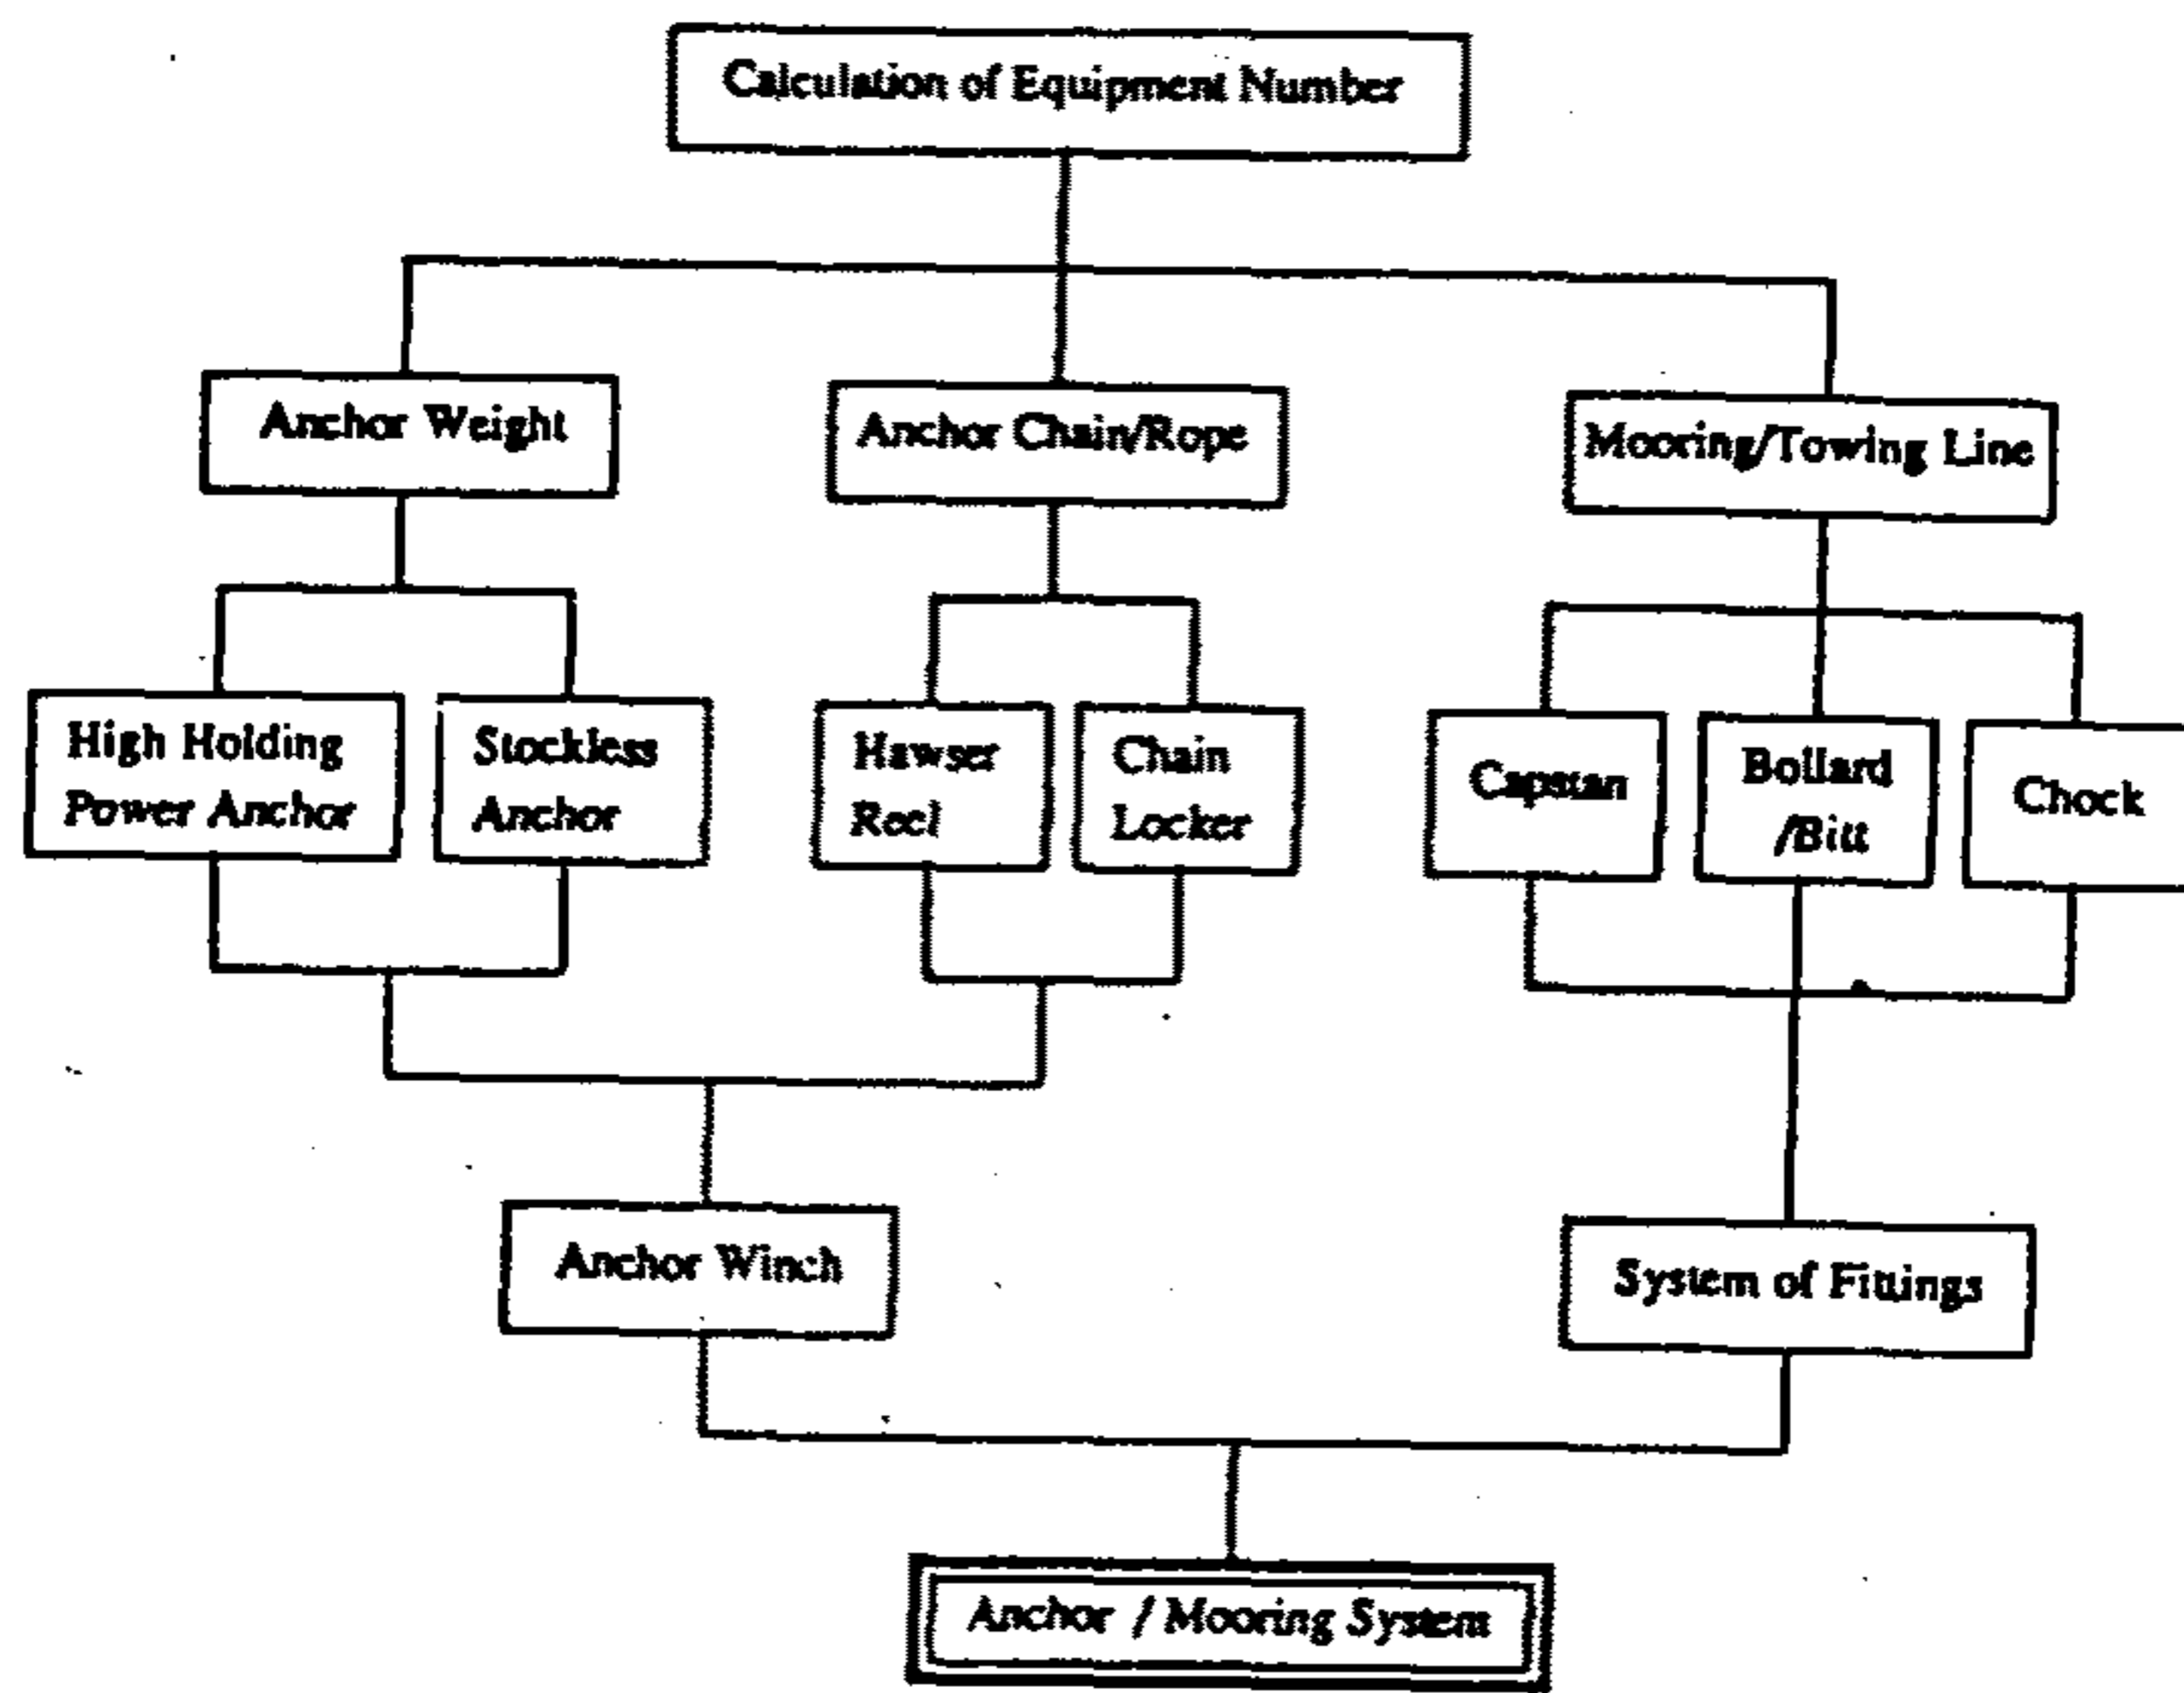 Calculation of Equipment Number
Anchor Weight
Anchor Chain/Rope
Mooring/Towing Line
High Holding
Power Anchor
Stockless
Anchor
Hawser
Reel
Chain
Locker
Capstan
Bollard
/Bitt
Chock
Anchor Winch
System of Fittings
Anchor / Mooring System